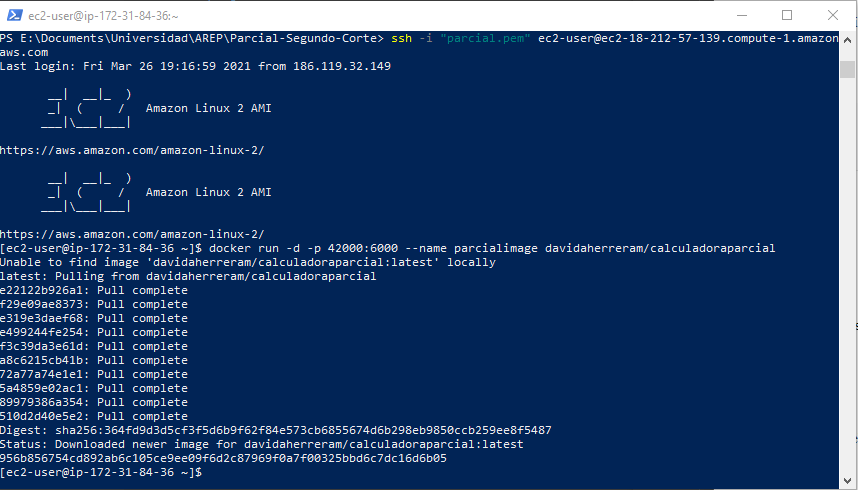 ec2-user@ip-172-31-84-36:~
PS E:\Documents\Universidad\AREP\Parcial-Segundo-Corte> ssh -i "parcial.pem" ec2-user@ec2-18-212-57-139.compute-1.amazon
aws.com
Last login: Fri Mar 26 19:16:59 2021 from 186.119.32.149
       __|  __|_  )
       _|  (     /   Amazon Linux 2 AMI
      ___|\___|___|
https://aws.amazon.com/amazon-linux-2/
       __|  __|_  )
       _|  (     /   Amazon Linux 2 AMI
      ___|\___|___|
https://aws.amazon.com/amazon-linux-2/
[ec2-user@ip-172-31-84-36 ~]$ docker run -d -p 42000:6000 --name parcialimage davidaherreram/calculadoraparcial
Unable to find image 'davidaherreram/calculadoraparcial:latest' locally
latest: Pulling from davidaherreram/calculadoraparcial
e22122b926a1: Pull complete
f29e09ae8373: Pull complete
e319e3daef68: Pull complete
e499244fe254: Pull complete
f3c39da3e61d: Pull complete
a8c6215cb41b: Pull complete
72a77a74e1e1: Pull complete
5a4859e02ac1: Pull complete
89979386a354: Pull complete
510d2d40e5e2: Pull complete
Digest: sha256:364fd9d3d5cf3f5d6b9f62f84e573cb6855674d6b298eb9850ccb259ee8f5487
Status: Downloaded newer image for davidaherreram/calculadoraparcial:latest
956b856754cd892ab6c105ce9ee09f6d2c87969f0a7f00325bbd6c7dc16d6b05
[ec2-user@ip-172-31-84-36 ~]$